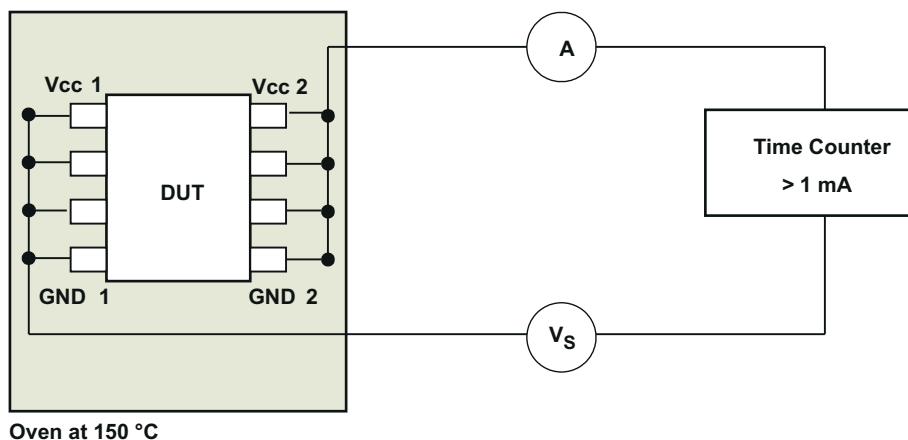 A
Vcc 1
Vcc 2
Time Counter
> 1 mA
DUT
GND 1
GND 2
VS
Oven at 150 °C